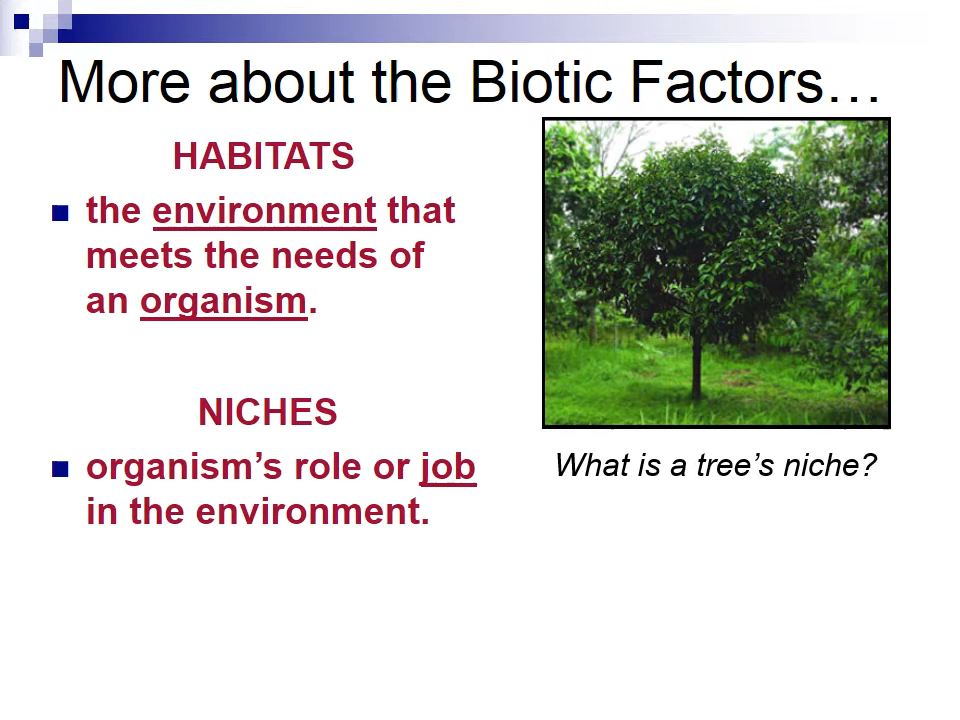 More about the Biotic Factors…
HABITATS
the environment that
meets the needs of
an organism.
NICHES
organism’s role or job
in the environment.
What is a tree’s niche?